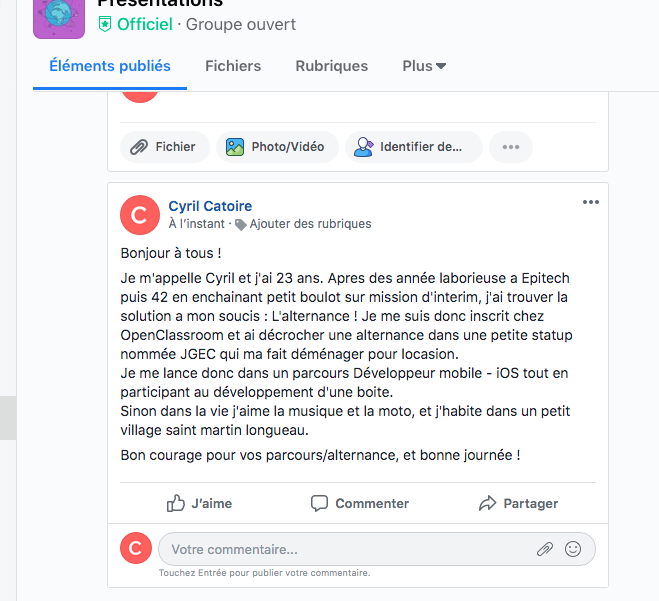 Présentations
Officiel · Groupe ouvert
Éléments publiés Fichiers Rubriques Plus
Fichier Photo/Vidéo Identifier de... •••
C
Cyril Catoire
•••
À l'instant · Ajouter des rubriques
Bonjour à tous !
Je m'appelle Cyril et j'ai 23 ans. Apres des année laborieuse a Epitech
puis 42 en enchainant petit boulot sur mission d'interim, j'ai trouver la
solution a mon soucis : L'alternance ! Je me suis donc inscrit chez
OpenClassroom et ai décrocher une alternance dans une petite statup
nommée JGEC qui ma fait déménager pour locasion.
Je me lance donc dans un parcours Développeur mobile - iOS tout en
participant au développement d'une boite.
Sinon dans la vie j'aime la musique et la moto, et j'habite dans un petit
village saint martin longueau.
Bon courage pour vos parcours/alternance, et bonne journée !
J'aime Commenter Partager
C
Votre commentaire...
Touchez Entrée pour publier votre commentaire.